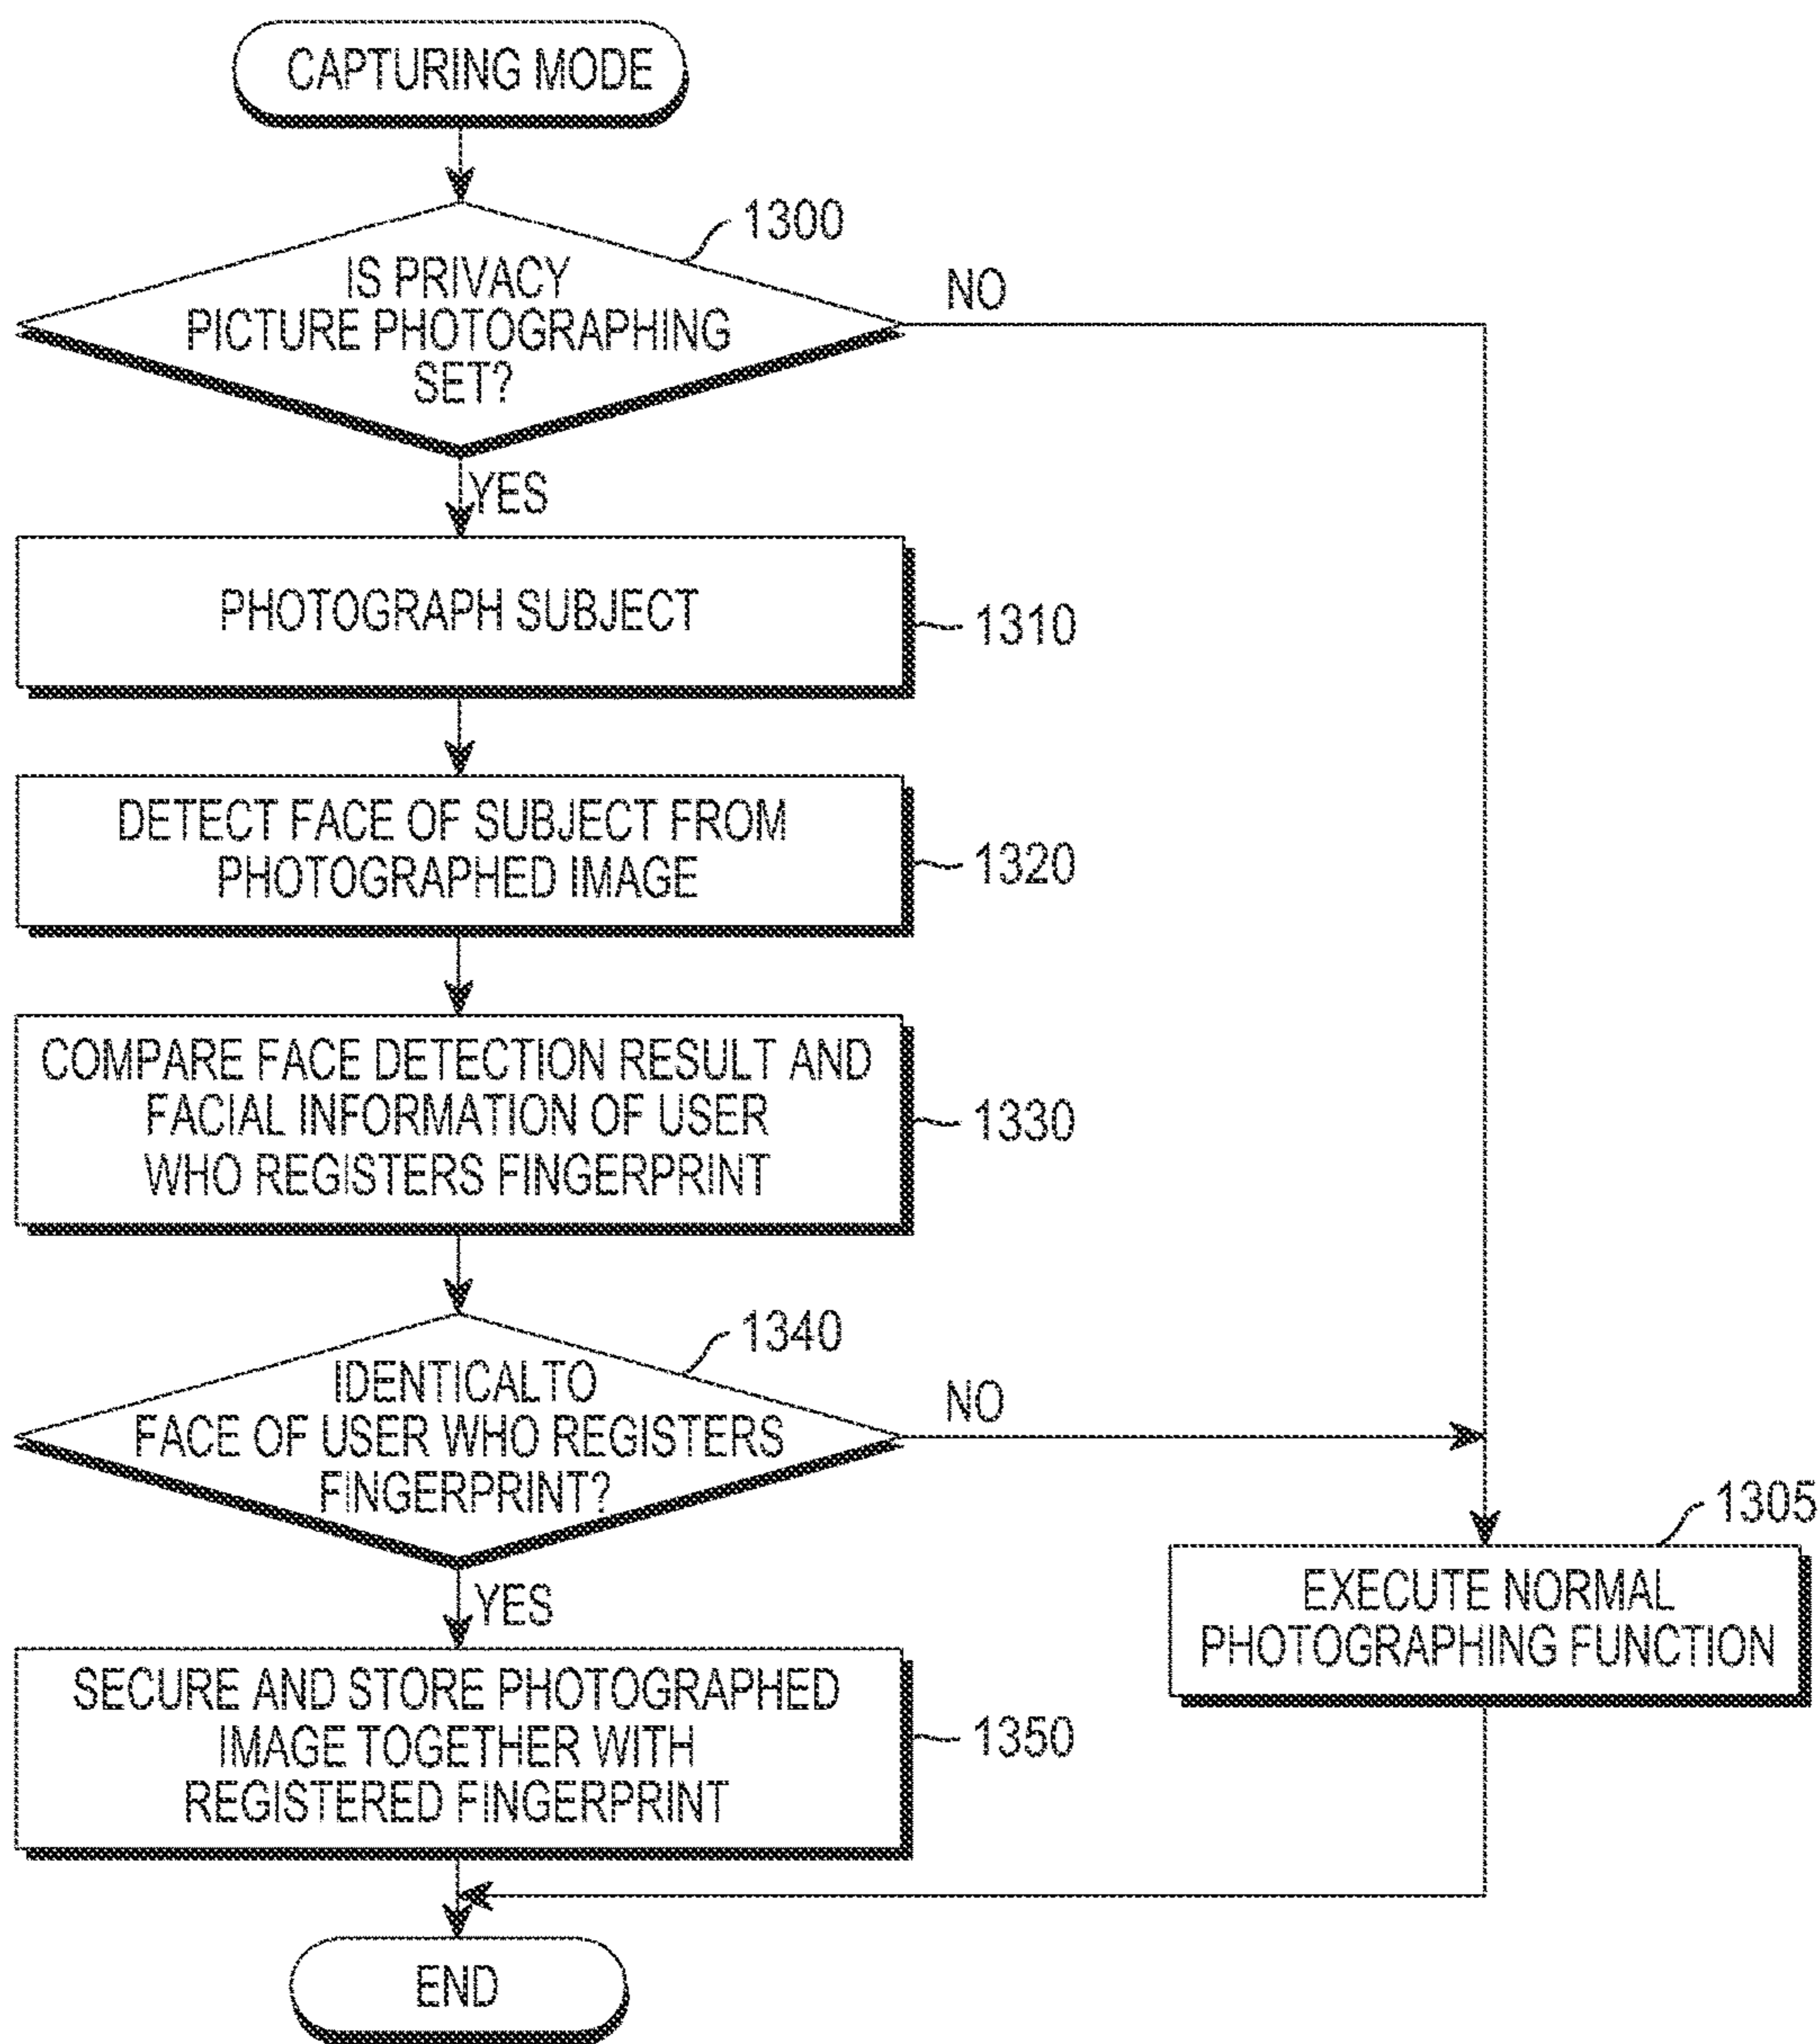 CAPTURING MODE
1300
IS PRIVACY
PICTURE PHOTOGRAPHING
SET?
NO
YES
PHOTOGRAPH SUBJECT
1310
DETECT FACE OF SUBJECT FROM
PHOTOGRAPHED IMAGE
1320
COMPARE FACE DETECTION RESULT AND
FACIAL INFORMATION OF USER
WHO REGISTERS FINGERPRINT
1330
1340
IDENTICALTO
FACE OF USER WHO REGISTERS
FINGERPRINT?
NO
YES
1305
EXECUTE NORMAL
PHOTOGRAPHING FUNCTION
SECURE AND STORE PHOTOGRAPHED
IMAGE TOGETHER WITH
REGISTERED FINGERPRINT
1350
END